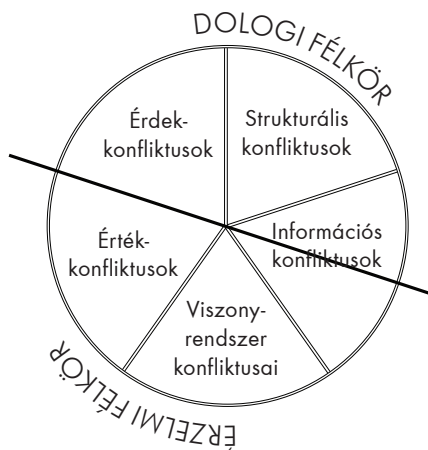 DOLOGI FÉLKÖR
Érdek-
konfliktusok
Strukturális
konfliktusok
Érték-
konfliktusok
Információs
konfliktusok
Viszony-
rendszer
konfliktusai
ÉRZELMI FÉLKÖR